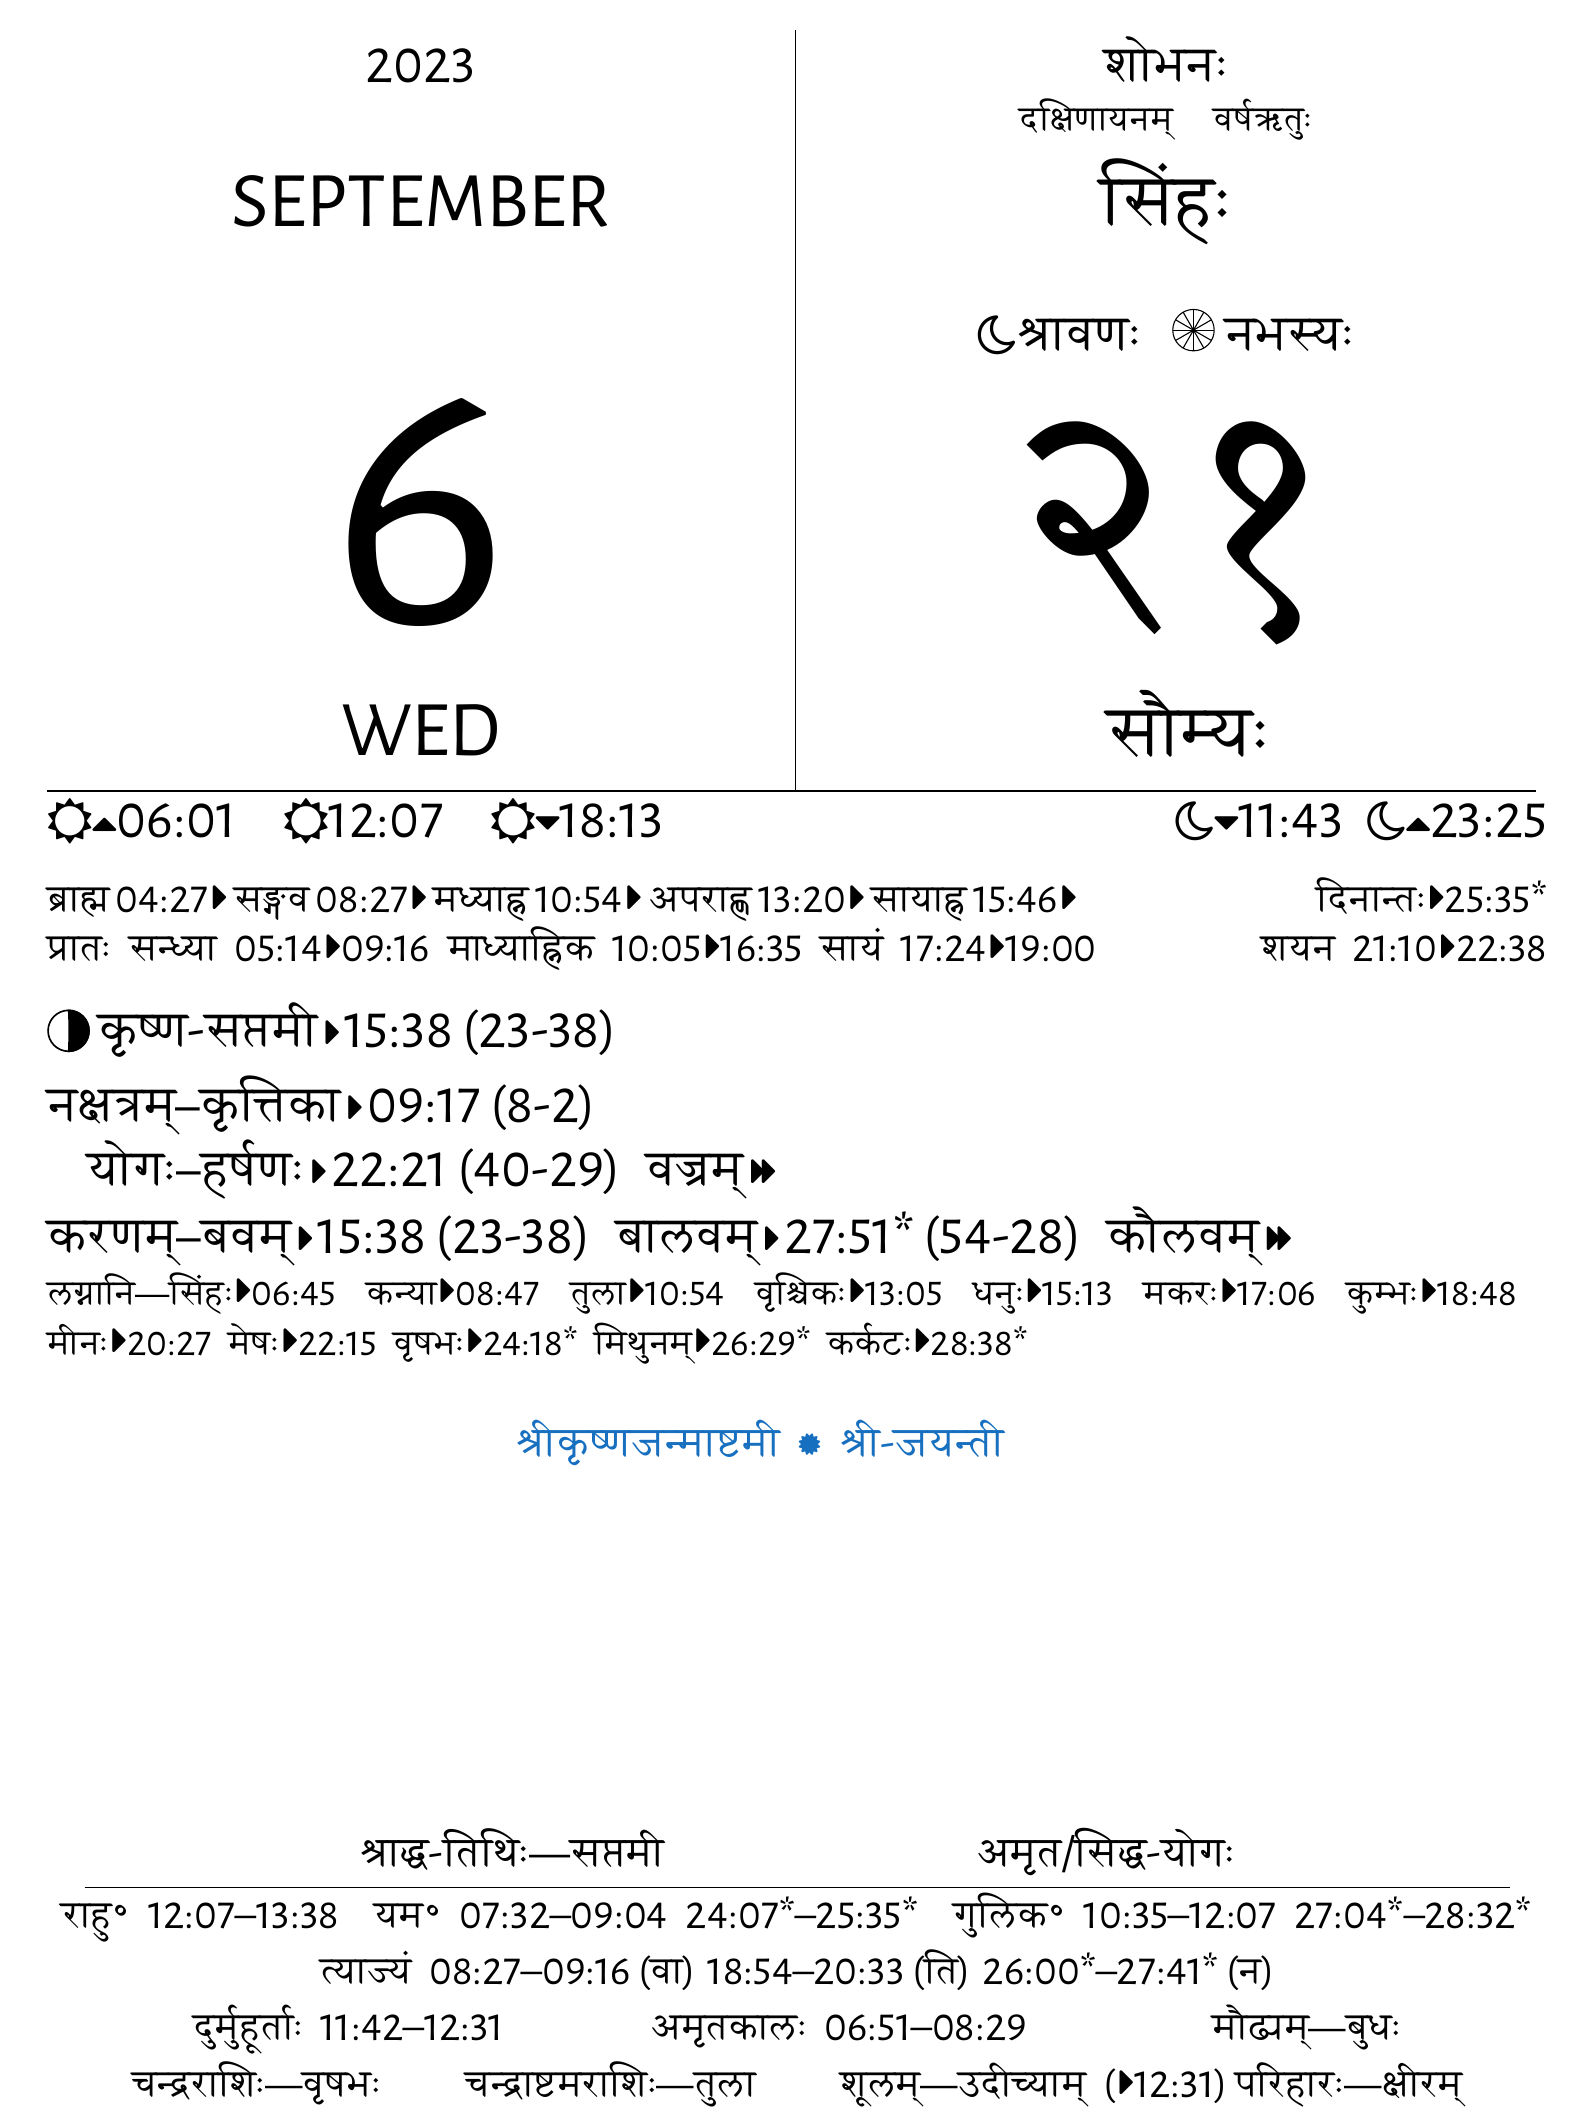 2023
SEPTEMBER
6
WED
शोभनः
दक्षिणायनम् वर्षऋतुः
सिंहः
श्रावणः नभस्यः
२१
सौम्यः
06:01 12:07 18:13 11:43 23:25
ब्राह्म 04:27 सङ्गव 08:27 मध्याह्न 10:54 अपराह्ण 13:20 सायाह्न 15:46 दिनान्तः 25:35*
प्रातः सन्ध्या 05:14 09:16 माध्याह्निक 10:05 16:35 सायं 17:24 19:00 शयन 21:10 22:38
कृष्ण-सप्तमी 15:38 (23-38)
नक्षत्रम्–कृत्तिका 09:17 (8-2)
योगः–हर्षणः 22:21 (40-29) वज्रम्
करणम्–बवम् 15:38 (23-38) बालवम् 27:51* (54-28) कौलवम्
लग्नानि—सिंहः 06:45 कन्या 08:47 तुला 10:54 वृश्चिकः 13:05 धनुः 15:13 मकरः 17:06 कुम्भः 18:48
मीनः 20:27 मेषः 22:15 वृषभः 24:18* मिथुनम् 26:29* कर्कटः 28:38*
श्रीकृष्णजन्माष्टमी ✹ श्री-जयन्ती
श्राद्ध-तिथिः—सप्तमी अमृत/सिद्ध-योगः
राहु॰ 12:07–13:38 यम॰ 07:32–09:04 24:07*–25:35* गुलिक॰ 10:35–12:07 27:04*–28:32*
त्याज्यं 08:27–09:16 (वा) 18:54–20:33 (ति) 26:00*–27:41* (न)
दुर्मुहूर्ताः 11:42–12:31 अमृतकालः 06:51–08:29 मौढ्यम्—बुधः
चन्द्रराशिः—वृषभः चन्द्राष्टमराशिः—तुला शूलम्—उदीच्याम् (12:31) परिहारः—क्षीरम्